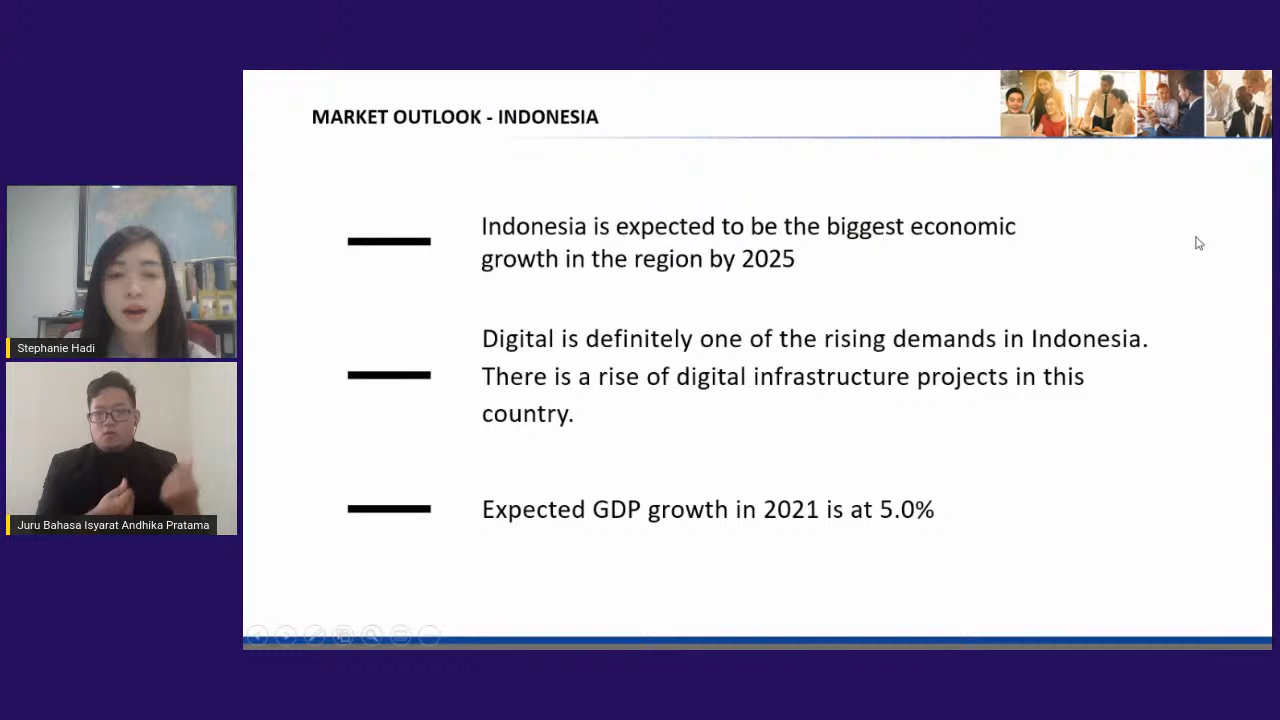 MARKET OUTLOOK - INDONESIA
Indonesia is expected to be the biggest economic
growth in the region by 2025
Digital is definitely one of the rising demands in Indonesia.
There is a rise of digital infrastructure projects in this
country.
Expected GDP growth in 2021 is at 5.0%
Stephanie Hadi
Juru Bahasa Isyarat Andhika Pratama